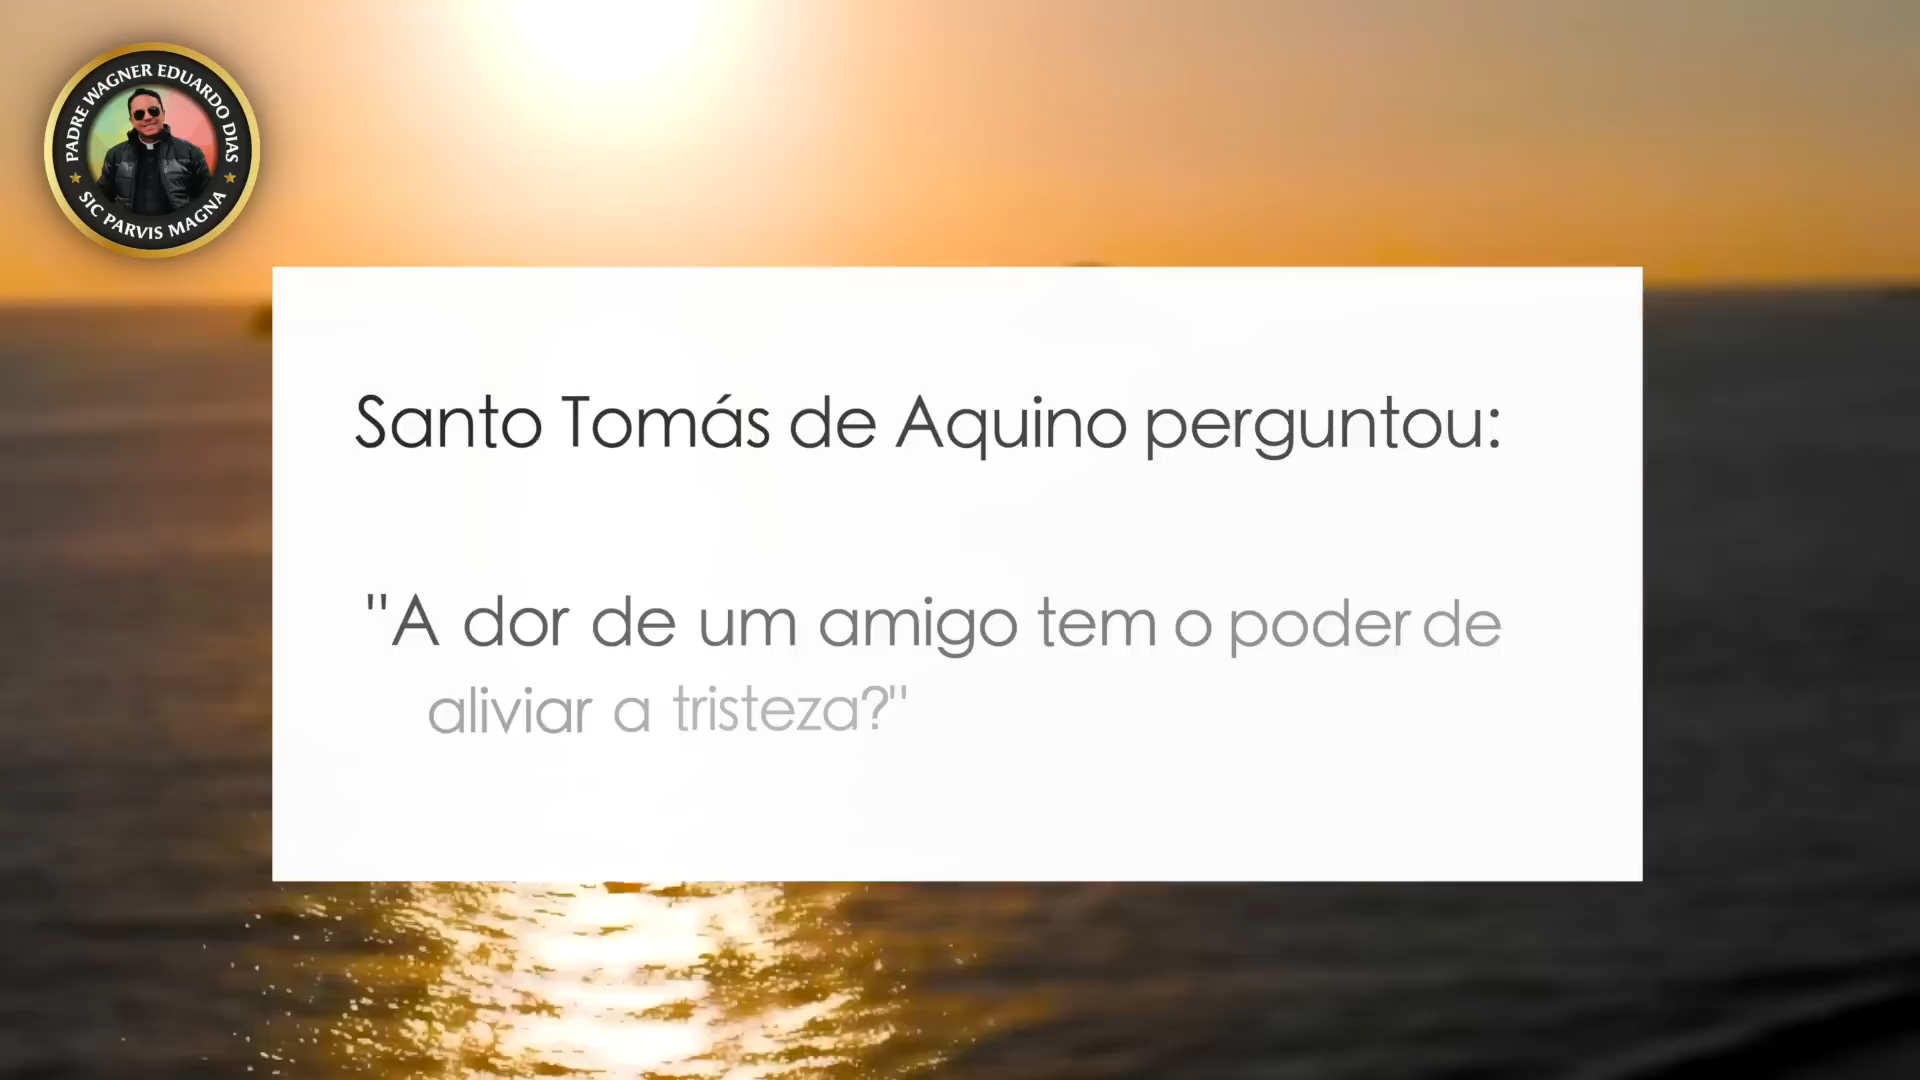 PADRE WAGNER EDUARDO DIAS
SIC PARVIS MAGNA
Santo Tomás de Aquino perguntou:
"A dor de um amigo tem o poder de
aliviar a tristeza?"